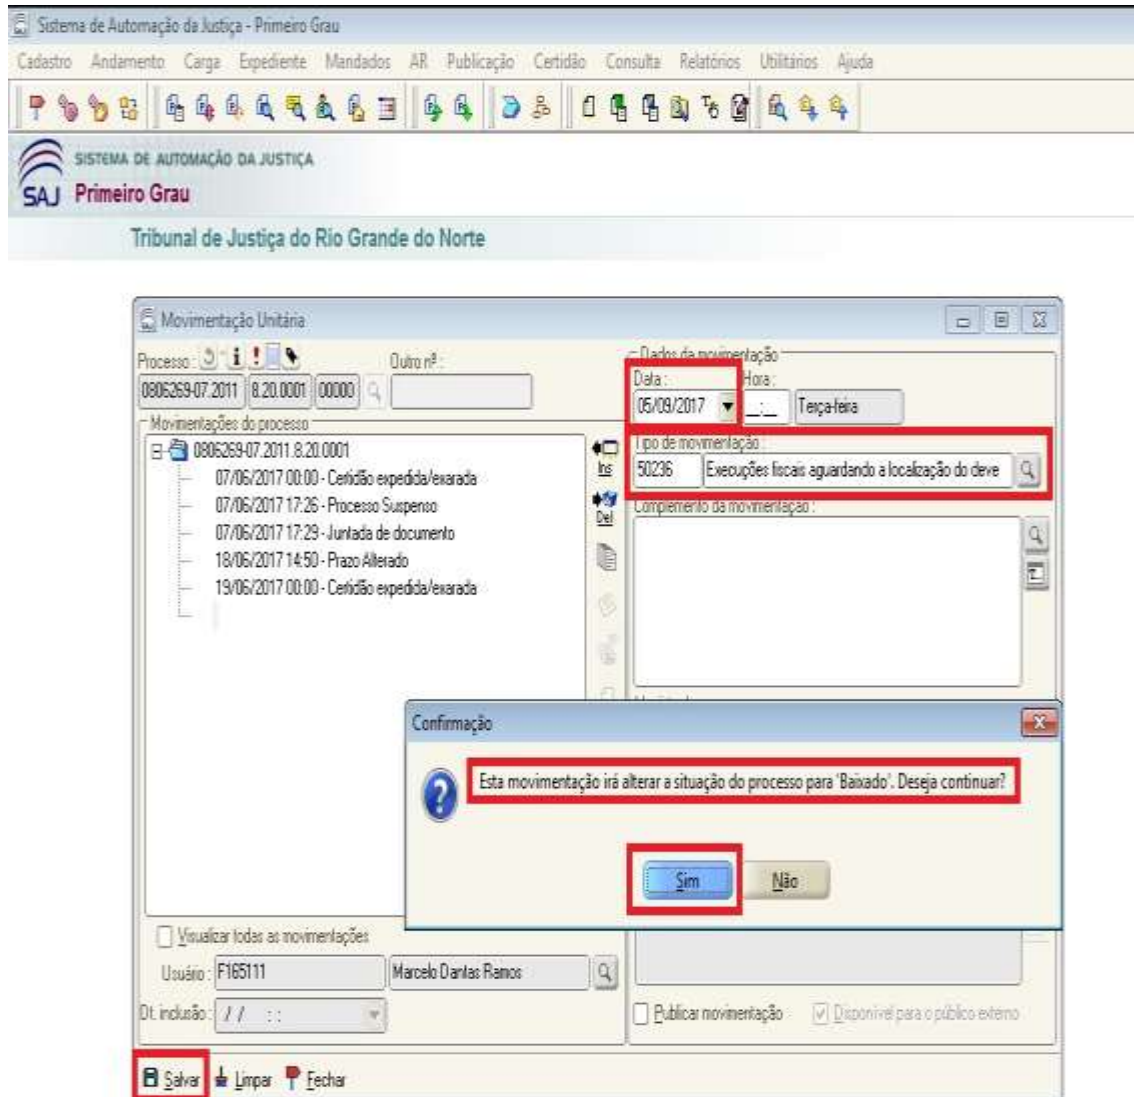 Sistema de Automação da Justiça - Primeiro Grau
Cadastro Andamento Carga Expediente Mandados AR Publicação Certidão Consulta Relatórios Utilitários Ajuda
SISTEMA DE AUTOMAÇÃO DA JUSTIÇA
SAJ Primeiro Grau
Tribunal de Justiça do Rio Grande do Norte
Movimentação Unitária
Processo : Outro nº :
0806269-07.2011 8.20.0001 00000
Dados da movimentação
Data : Hora :
05/09/2017 __:__ Terça-feira
Movimentações do processo
0806269-07.2011.8.20.0001
07/06/2017 00:00 - Certidão expedida/exarada
07/06/2017 17:26 - Processo Suspenso
07/06/2017 17:29 - Juntada de documento
18/06/2017 14:50 - Prazo Alterado
19/06/2017 00:00 - Certidão expedida/exarada
Ins
Del
Tipo de movimentação :
50236 Execuções fiscais aguardando a localização do deve
Complemento da movimentação :
Confirmação
Esta movimentação irá alterar a situação do processo para 'Baixado'. Deseja continuar?
Sim Não
Visualizar todas as movimentações
Usuário : F165111 Marcelo Dantas Ramos
Dt. inclusão : / / : :
Publicar movimentação Disponível para o público externo
Salvar Limpar Fechar